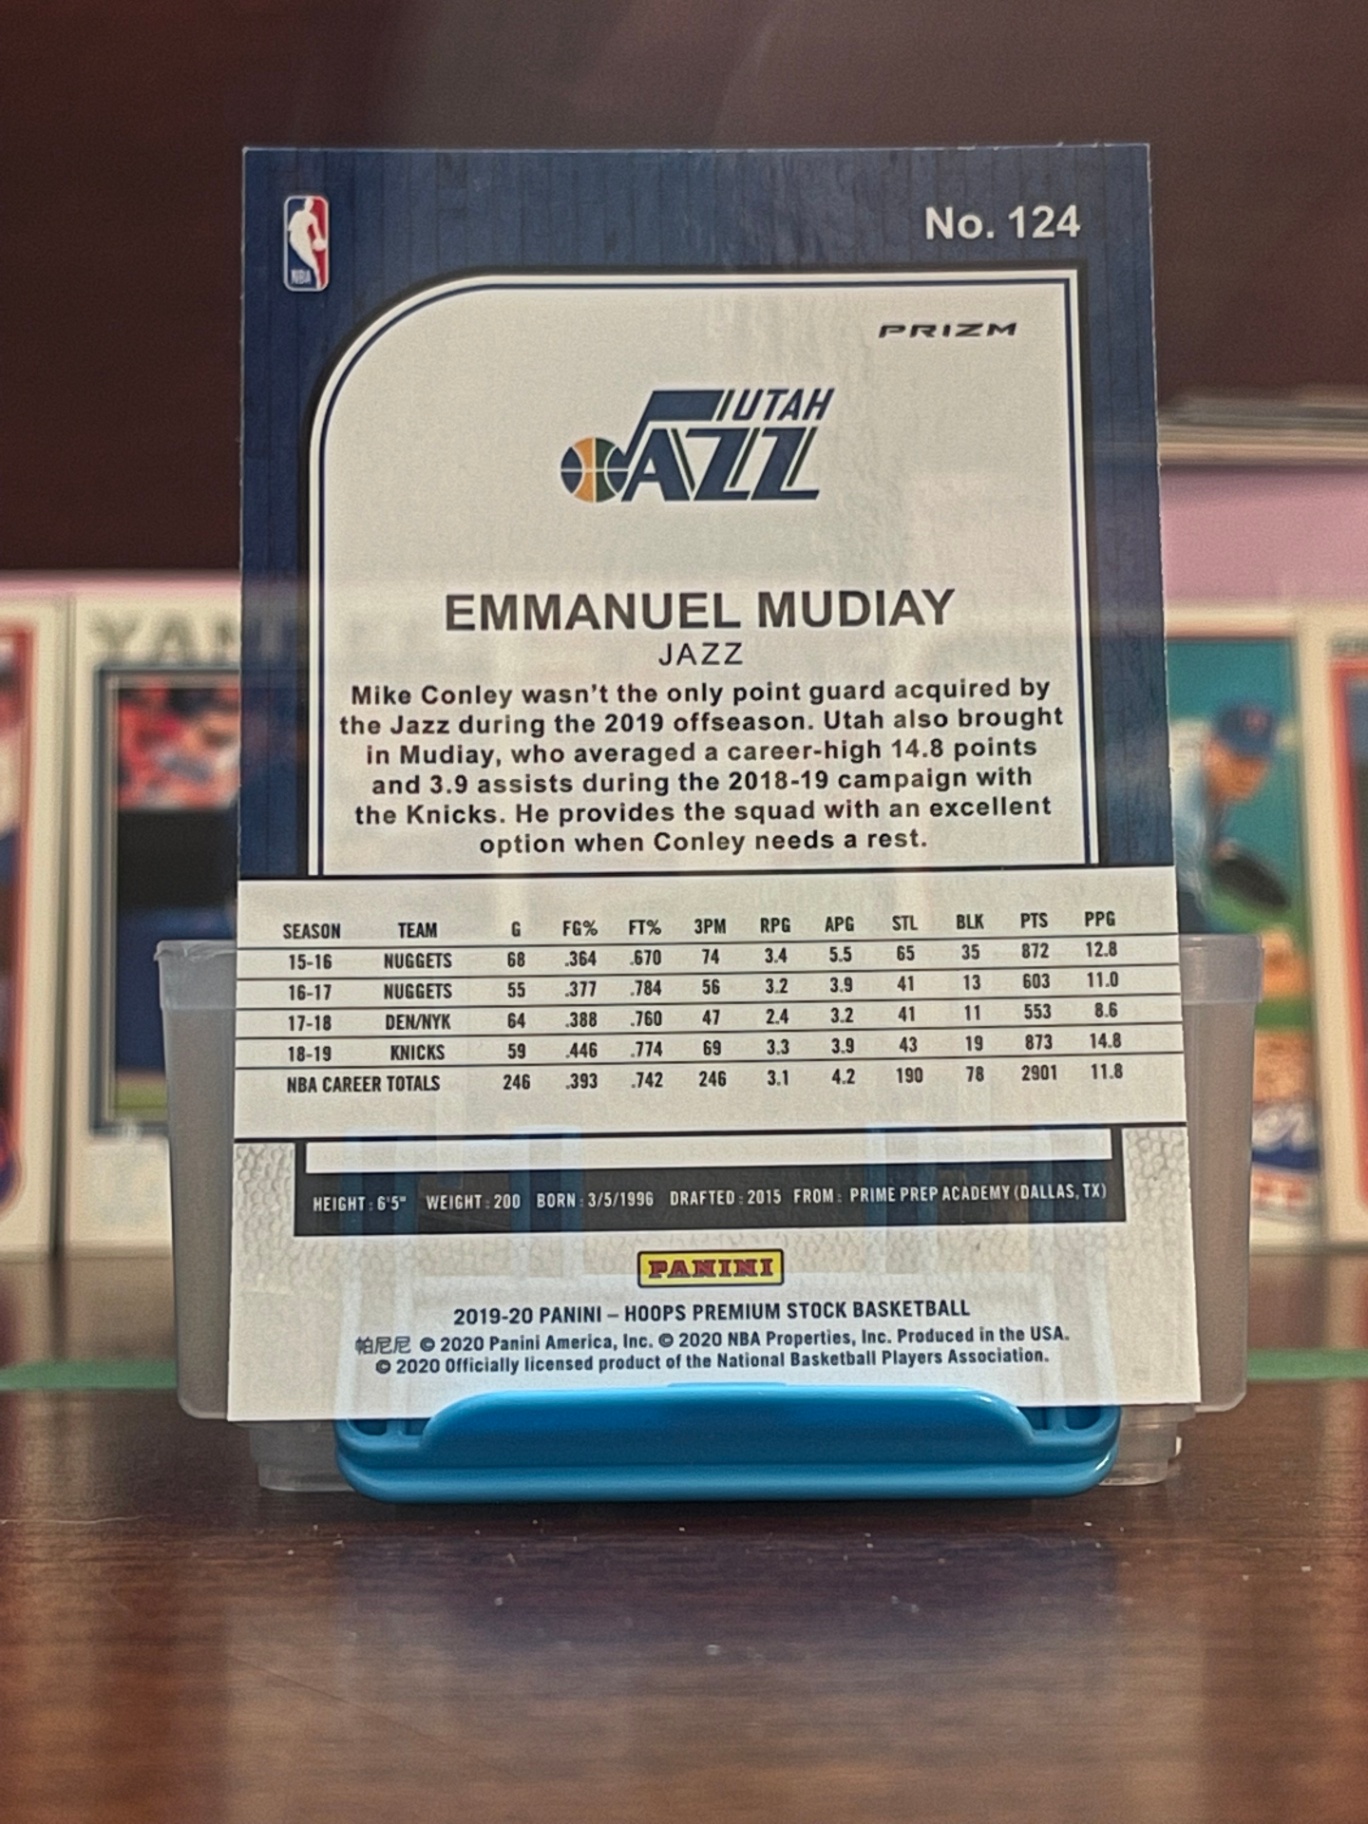 No. 124
NBA
PRIZM
UTAH
JAZZ
EMMANUEL MUDIAY
JAZZ
Mike Conley wasn't the only point guard acquired by
the Jazz during the 2019 offseason. Utah also brought
in Mudiay, who averaged a career-high 14.8 points
and 3.9 assists during the 2018-19 campaign with
the Knicks. He provides the squad with an excellent
option when Conley needs a rest.
SEASON TEAM G FG% FT% 3PM RPG APG STL BLK PTS PPG
15-16 NUGGETS 68 .364 .670 74 3.4 5.5 65 35 872 12.8
16-17 NUGGETS 55 .377 .784 56 3.2 3.9 41 13 603 11.0
17-18 DEN/NYK 64 .388 .760 47 2.4 3.2 41 11 553 8.6
18-19 KNICKS 59 .446 .774 69 3.3 3.9 43 19 873 14.8
NBA CAREER TOTALS 246 .393 .742 246 3.1 4.2 190 78 2901 11.8
HEIGHT: 6'5" WEIGHT: 200 BORN: 3/5/1996 DRAFTED: 2015 FROM: PRIME PREP ACADEMY (DALLAS, TX)
PANINI
2019-20 PANINI – HOOPS PREMIUM STOCK BASKETBALL
帕尼尼 © 2020 Panini America, Inc. © 2020 NBA Properties, Inc. Produced in the USA.
© 2020 Officially licensed product of the National Basketball Players Association.